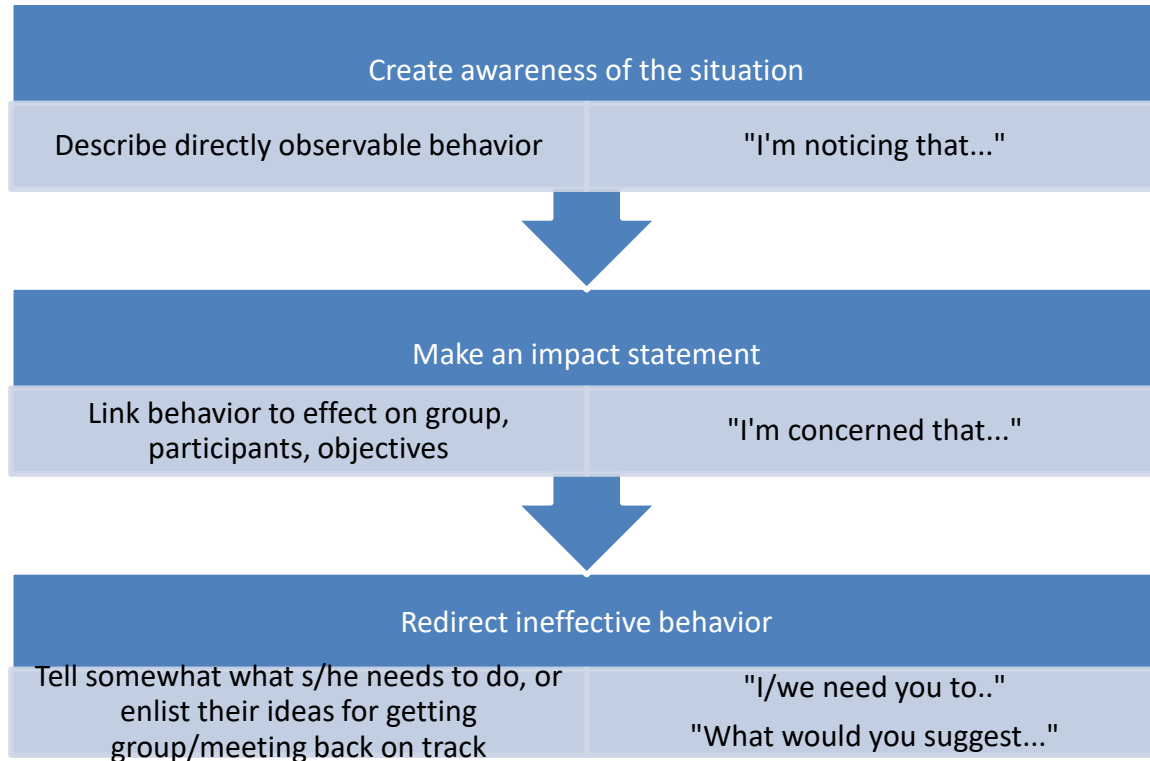 Create awareness of the situation
Describe directly observable behavior
"I'm noticing that..."
Make an impact statement
Link behavior to effect on group,
participants, objectives
"I'm concerned that..."
Redirect ineffective behavior
Tell somewhat what s/he needs to do, or
enlist their ideas for getting
group/meeting back on track
"I/we need you to.."
"What would you suggest..."